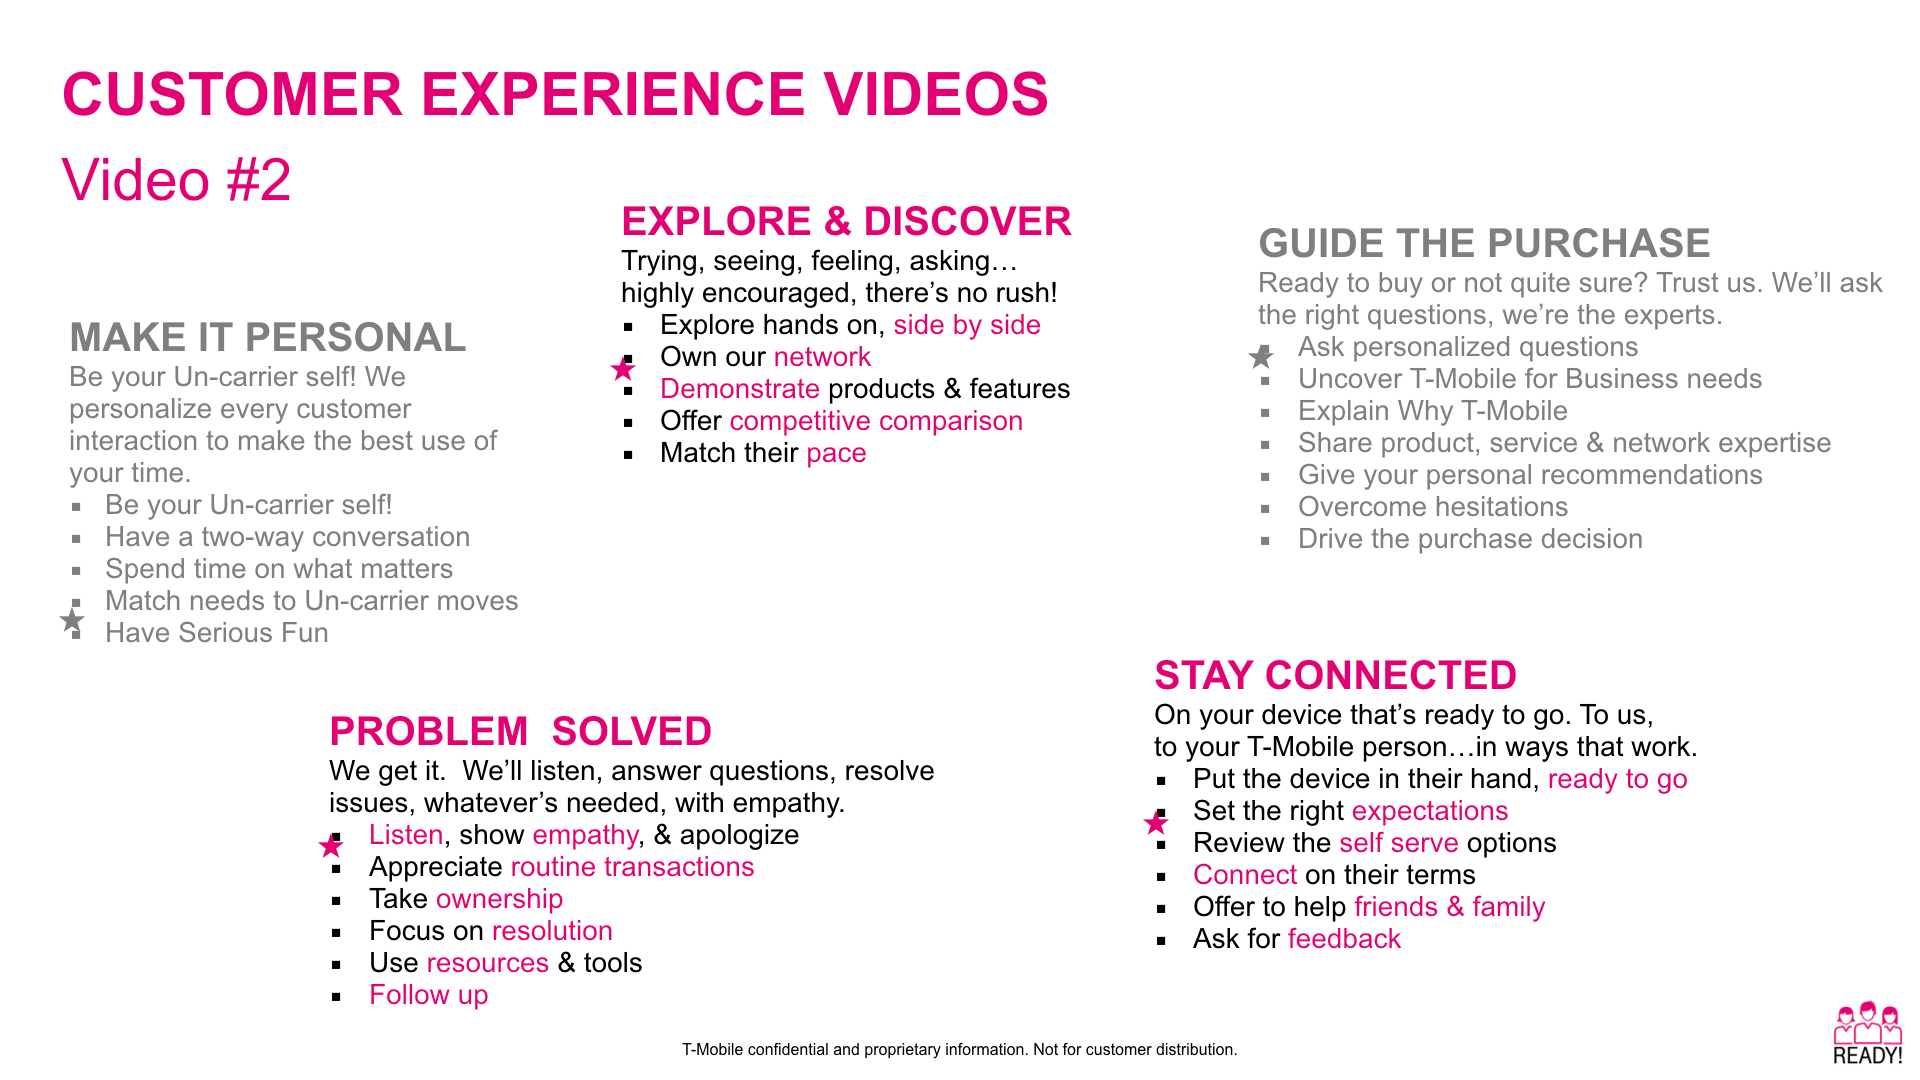 CUSTOMER EXPERIENCE VIDEOS
Video #2
MAKE IT PERSONAL
Be your Un-carrier self! We
personalize every customer
interaction to make the best use of
your time.
Be your Un-carrier self!
Have a two-way conversation
Spend time on what matters
Match needs to Un-carrier moves
Have Serious Fun
EXPLORE & DISCOVER
Trying, seeing, feeling, asking…
highly encouraged, there’s no rush!
Explore hands on, side by side
Own our network
Demonstrate products & features
Offer competitive comparison
Match their pace
GUIDE THE PURCHASE
Ready to buy or not quite sure? Trust us. We’ll ask
the right questions, we’re the experts.
Ask personalized questions
Uncover T-Mobile for Business needs
Explain Why T-Mobile
Share product, service & network expertise
Give your personal recommendations
Overcome hesitations
Drive the purchase decision
PROBLEM  SOLVED
We get it.  We’ll listen, answer questions, resolve
issues, whatever’s needed, with empathy.
Listen, show empathy, & apologize
Appreciate routine transactions
Take ownership
Focus on resolution
Use resources & tools
Follow up
STAY CONNECTED
On your device that’s ready to go. To us,
to your T-Mobile person…in ways that work.
Put the device in their hand, ready to go
Set the right expectations
Review the self serve options
Connect on their terms
Offer to help friends & family
Ask for feedback
T-Mobile confidential and proprietary information. Not for customer distribution.
READY!